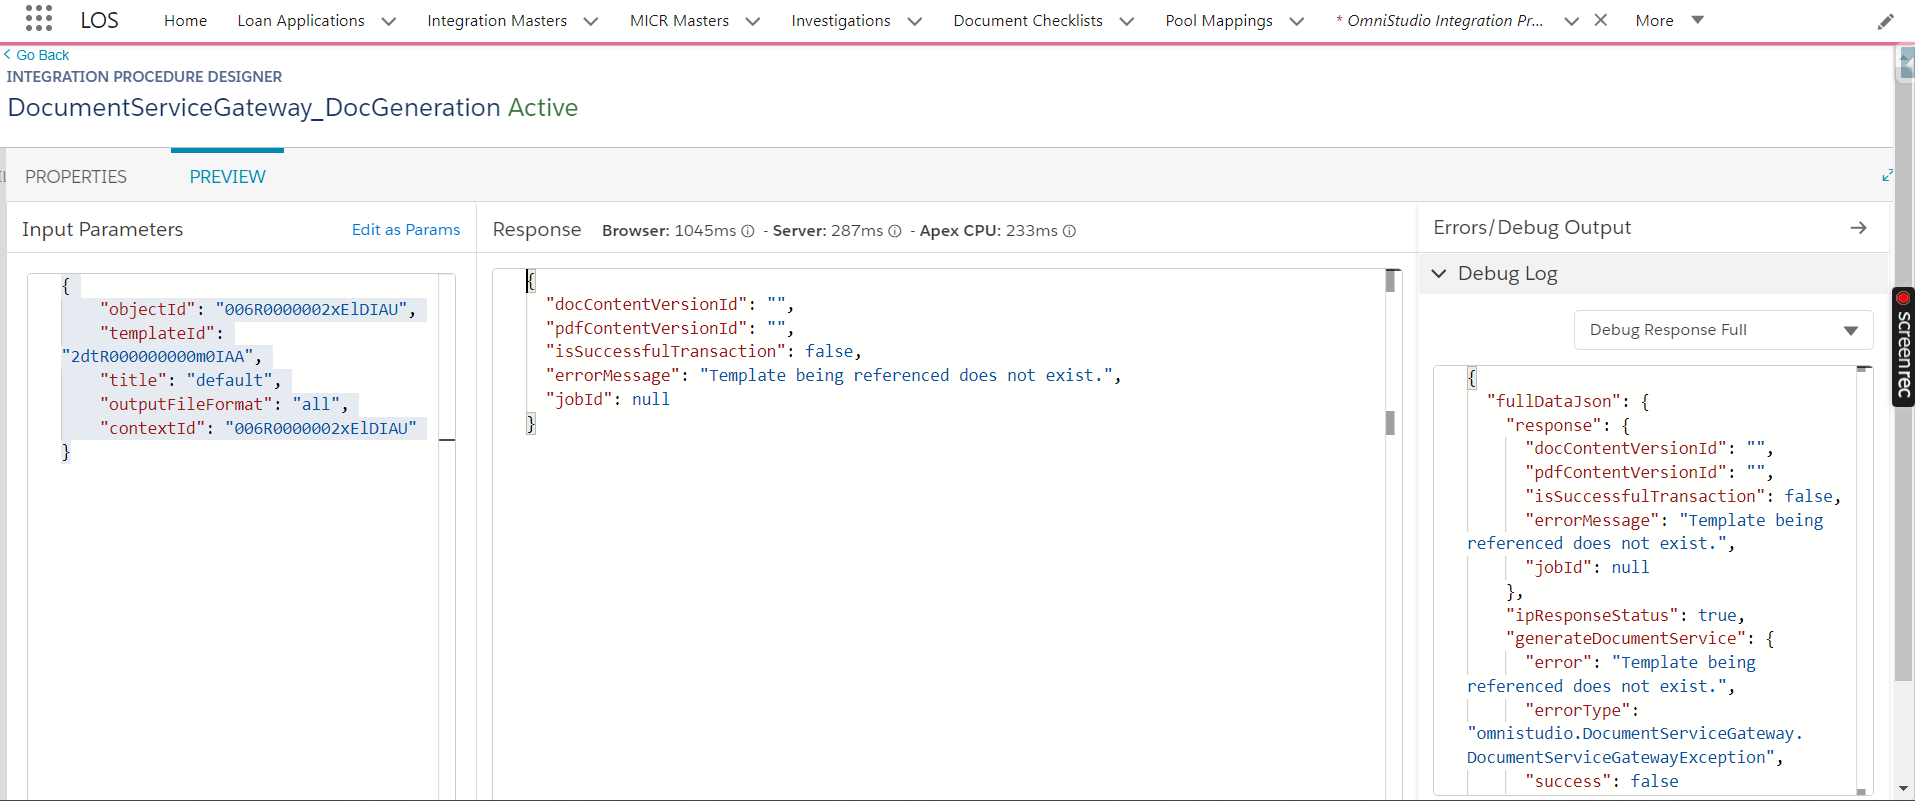 LOS Home Loan Applications Integration Masters MICR Masters Investigations Document Checklists Pool Mappings * OmniStudio Integration Pr... More
Go Back
INTEGRATION PROCEDURE DESIGNER
DocumentServiceGateway_DocGeneration Active
PROPERTIES PREVIEW
Input Parameters Edit as Params
{
"objectId": "006R0000002xElDIAU",
"templateId":
"2dtR000000000m0IAA",
"title": "default",
"outputFileFormat": "all",
"contextId": "006R0000002xElDIAU"
}
Response Browser: 1045ms - Server: 287ms - Apex CPU: 233ms
{
"docContentVersionId": "",
"pdfContentVersionId": "",
"isSuccessfulTransaction": false,
"errorMessage": "Template being referenced does not exist.",
"jobId": null
}
Errors/Debug Output
Debug Log
Debug Response Full
{
"fullDataJson": {
"response": {
"docContentVersionId": "",
"pdfContentVersionId": "",
"isSuccessfulTransaction": false,
"errorMessage": "Template being
referenced does not exist.",
"jobId": null
},
"ipResponseStatus": true,
"generateDocumentService": {
"error": "Template being
referenced does not exist.",
"errorType":
"omnistudio.DocumentServiceGateway.
DocumentServiceGatewayException",
"success": false
screenrec